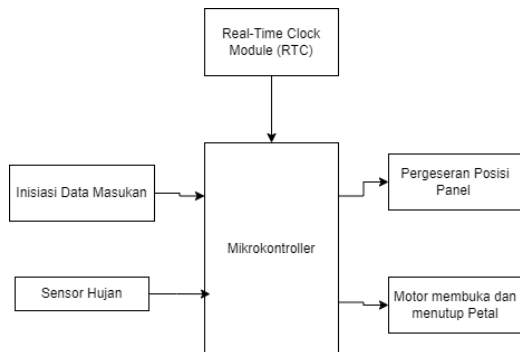 Real-Time Clock
Module (RTC)
Inisiasi Data Masukan
Mikrokontroller
Pergeseran Posisi
Panel
Sensor Hujan
Motor membuka dan
menutup Petal